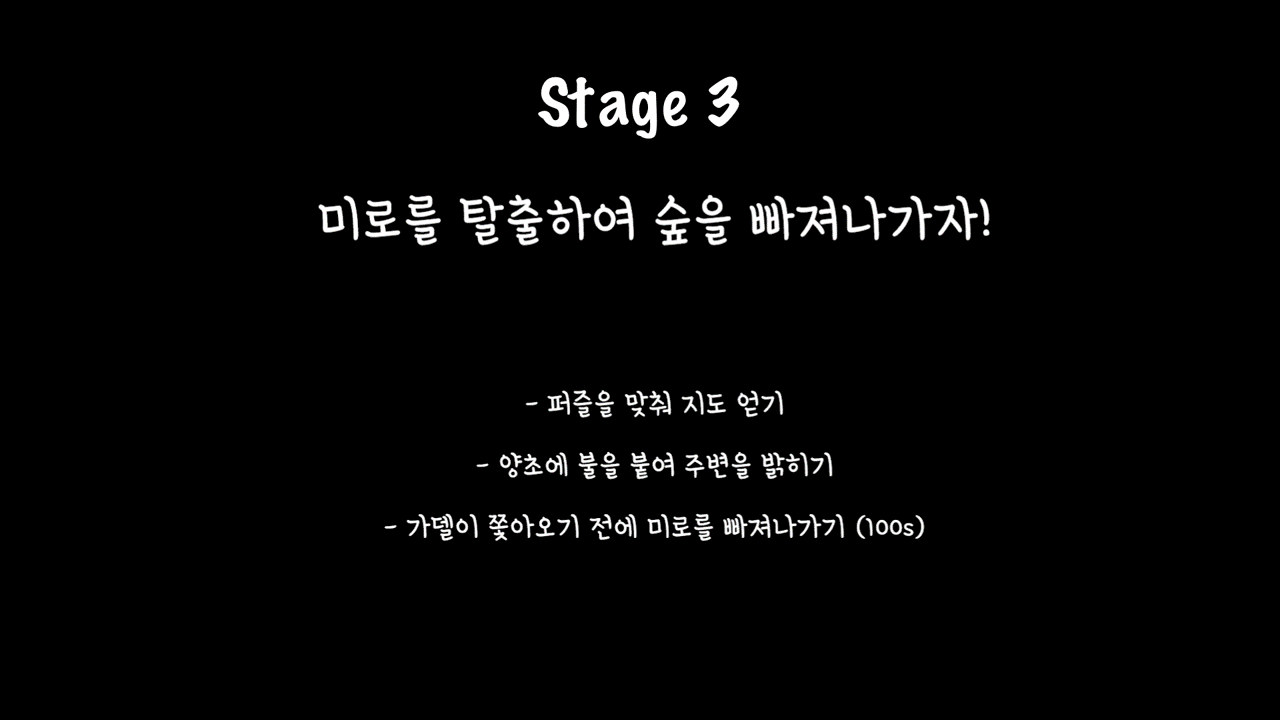 Stage 3
미로를 탈출하여 숲을 빠져나가자!
- 퍼즐을 맞춰 지도 얻기
- 양초에 불을 붙여 주변을 밝히기
- 가델이 쫓아오기 전에 미로를 빠져나가기 (100s)